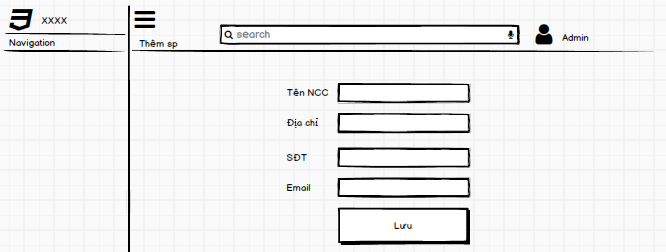 xxxx
search
Admin
Navigation
Thêm sp
Tên NCC
Địa chỉ
SĐT
Email
Lưu